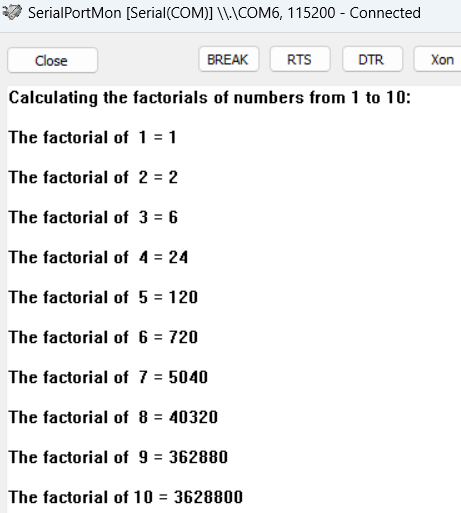 SerialPortMon [Serial(COM)] \\.\COM6, 115200 - Connected
Close BREAK RTS DTR Xon
Calculating the factorials of numbers from 1 to 10:
The factorial of  1 = 1
The factorial of  2 = 2
The factorial of  3 = 6
The factorial of  4 = 24
The factorial of  5 = 120
The factorial of  6 = 720
The factorial of  7 = 5040
The factorial of  8 = 40320
The factorial of  9 = 362880
The factorial of 10 = 3628800